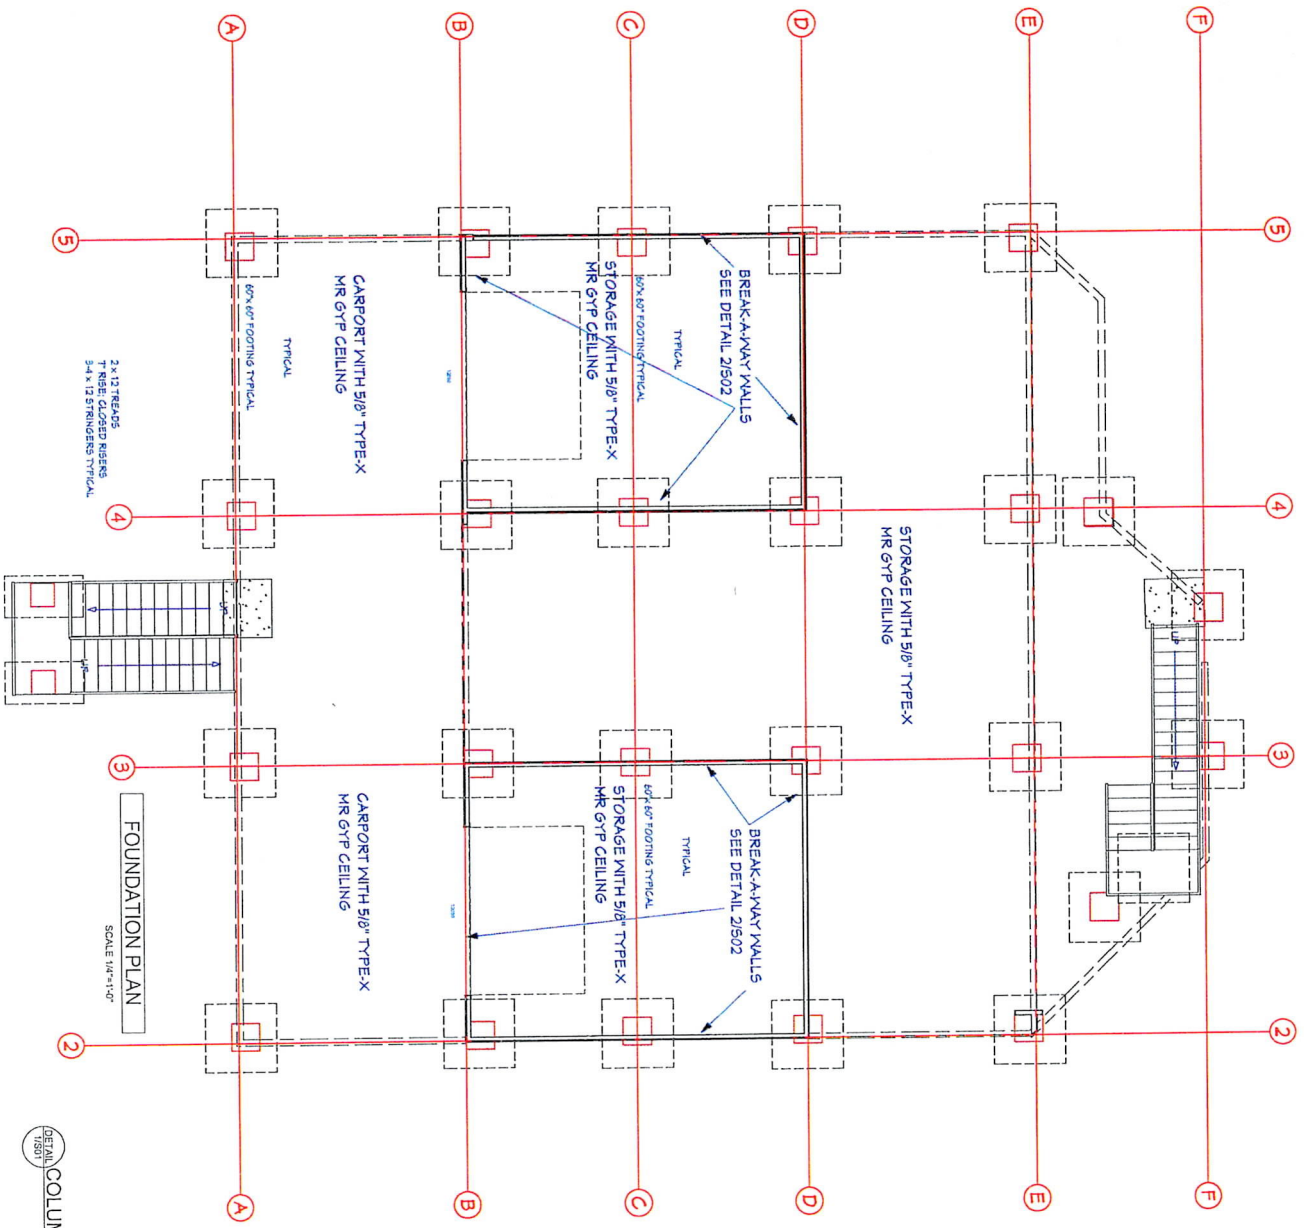 A
B
C
D
E
F
5
5
BREAK-A-WAY WALLS
SEE DETAIL 2/S02
TYPICAL
60"x 60" FOOTING TYPICAL
STORAGE WITH 5/8" TYPE-X
MR GYP CEILING
CARPORT WITH 5/8" TYPE-X
MR GYP CEILING
TYPICAL
60"x 60" FOOTING TYPICAL
2 x 12 TREADS
7" RISE; CLOSED RISERS
3-4 x 12 STRINGERS TYPICAL
4
4
STORAGE WITH 5/8" TYPE-X
MR GYP CEILING
UP
UP
UP
3
3
BREAK-A-WAY WALLS
SEE DETAIL 2/S02
TYPICAL
60"x 60" FOOTING TYPICAL
STORAGE WITH 5/8" TYPE-X
MR GYP CEILING
CARPORT WITH 5/8" TYPE-X
MR GYP CEILING
FOUNDATION PLAN
SCALE 1/4"=1'-0"
2
2
A
B
C
D
E
F
DETAIL
1/S01